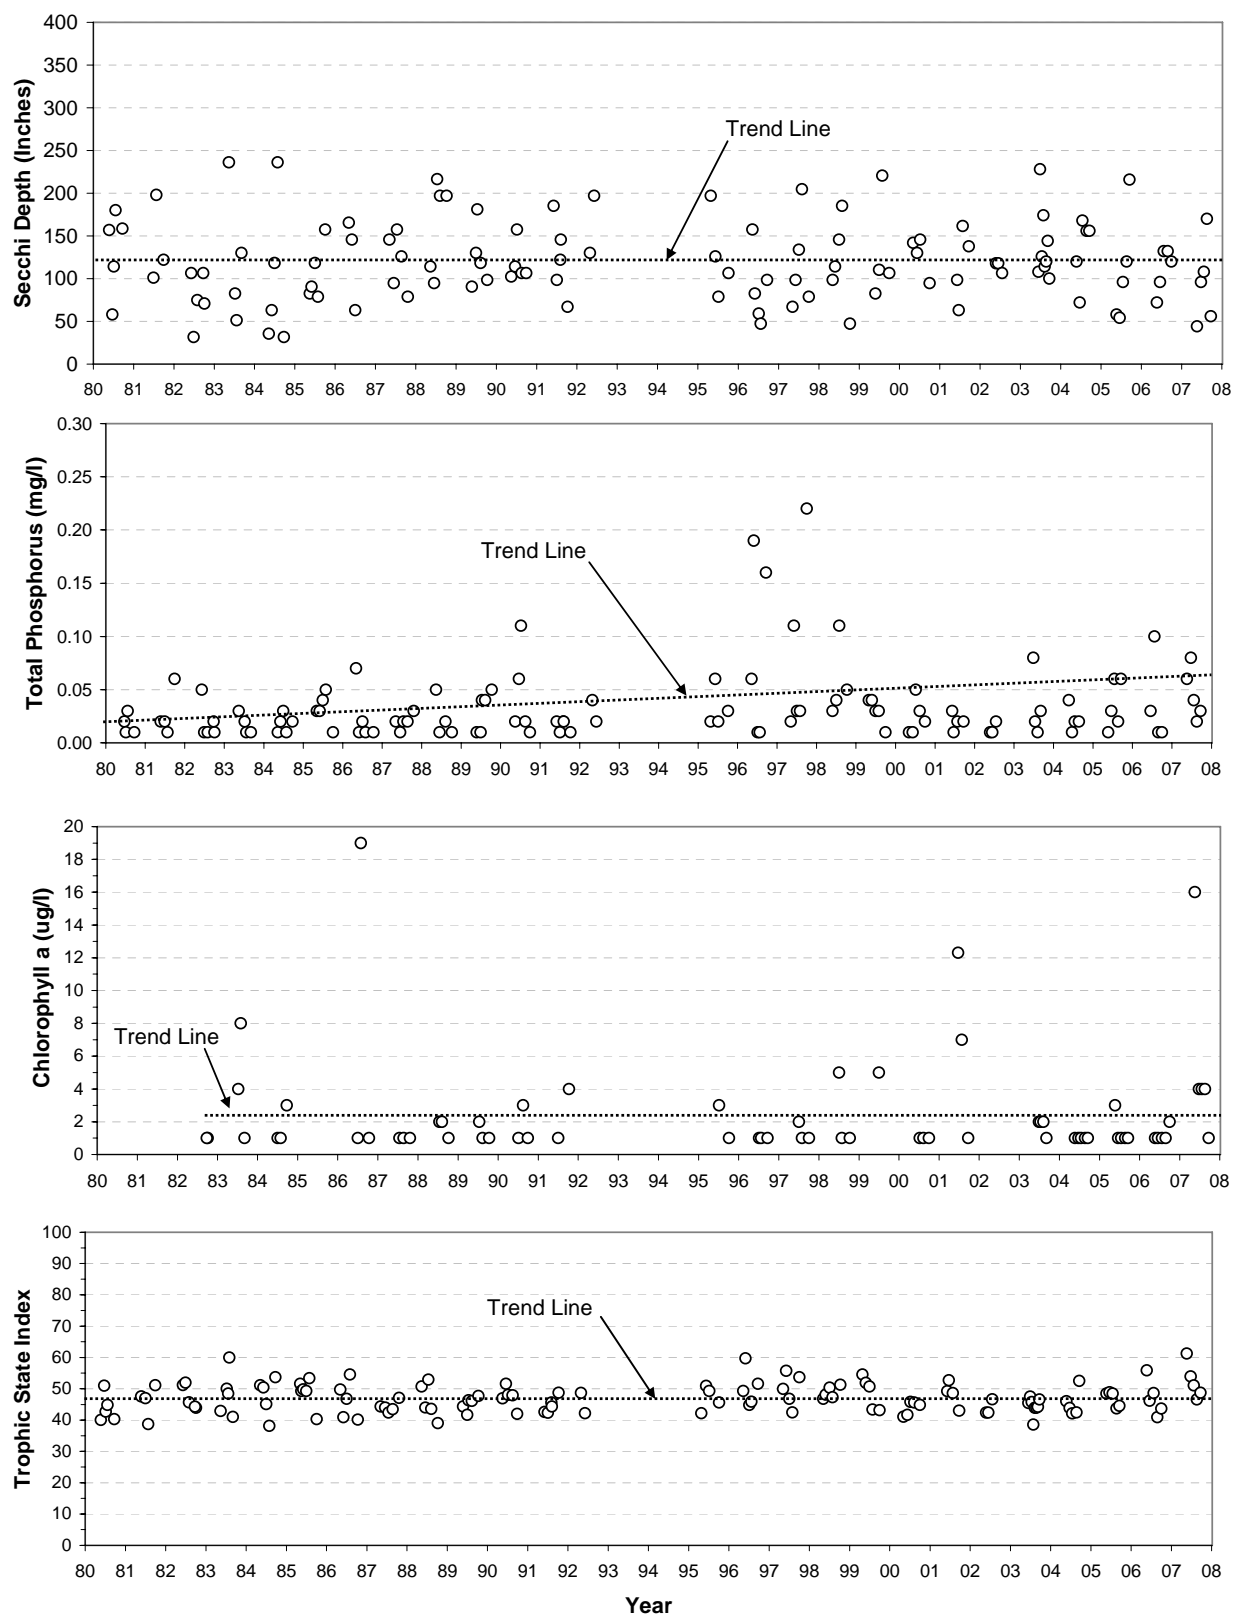 Secchi Depth (Inches)
400
350
300
250
200
150
100
50
0
Trend Line
80 81 82 83 84 85 86 87 88 89 90 91 92 93 94 95 96 97 98 99 00 01 02 03 04 05 06 07 08
Total Phosphorus (mg/l)
0.30
0.25
0.20
0.15
0.10
0.05
0.00
Trend Line
80 81 82 83 84 85 86 87 88 89 90 91 92 93 94 95 96 97 98 99 00 01 02 03 04 05 06 07 08
Chlorophyll a (ug/l)
20
18
16
14
12
10
8
6
4
2
0
Trend Line
80 81 82 83 84 85 86 87 88 89 90 91 92 93 94 95 96 97 98 99 00 01 02 03 04 05 06 07 08
Trophic State Index
100
90
80
70
60
50
40
30
20
10
0
Trend Line
80 81 82 83 84 85 86 87 88 89 90 91 92 93 94 95 96 97 98 99 00 01 02 03 04 05 06 07 08
Year